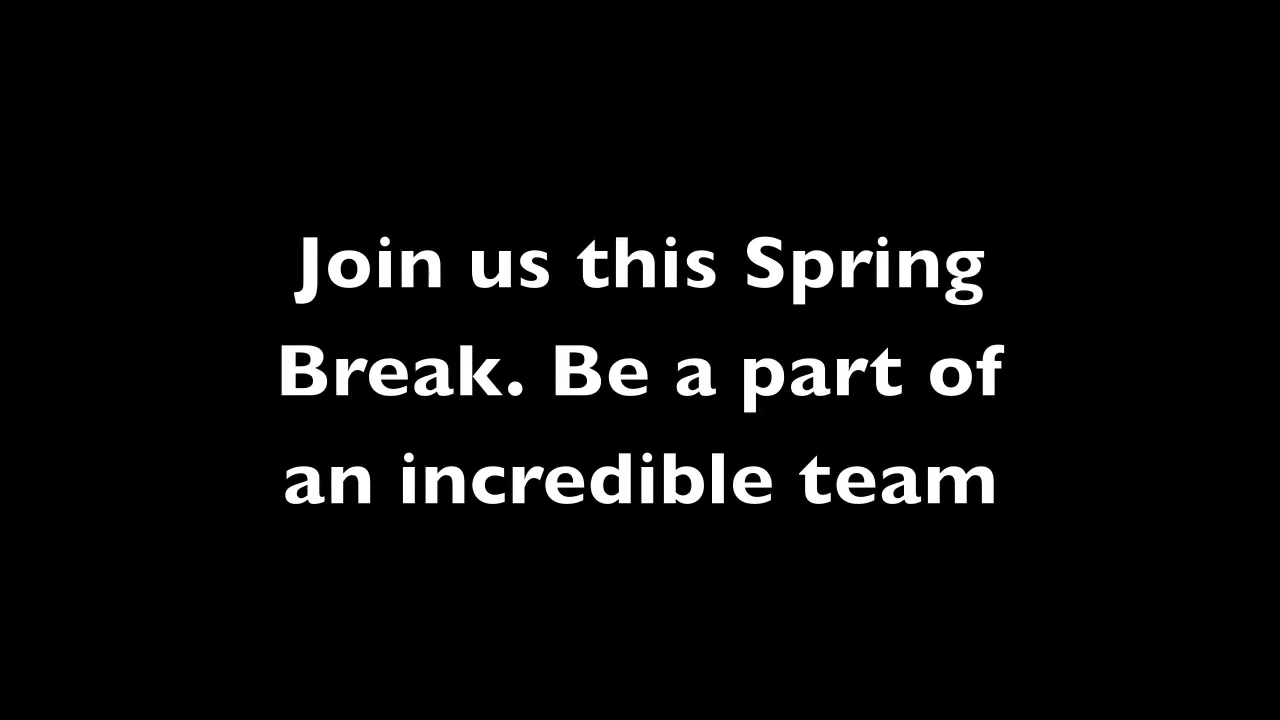 Join us this Spring
Break. Be a part of
an incredible team